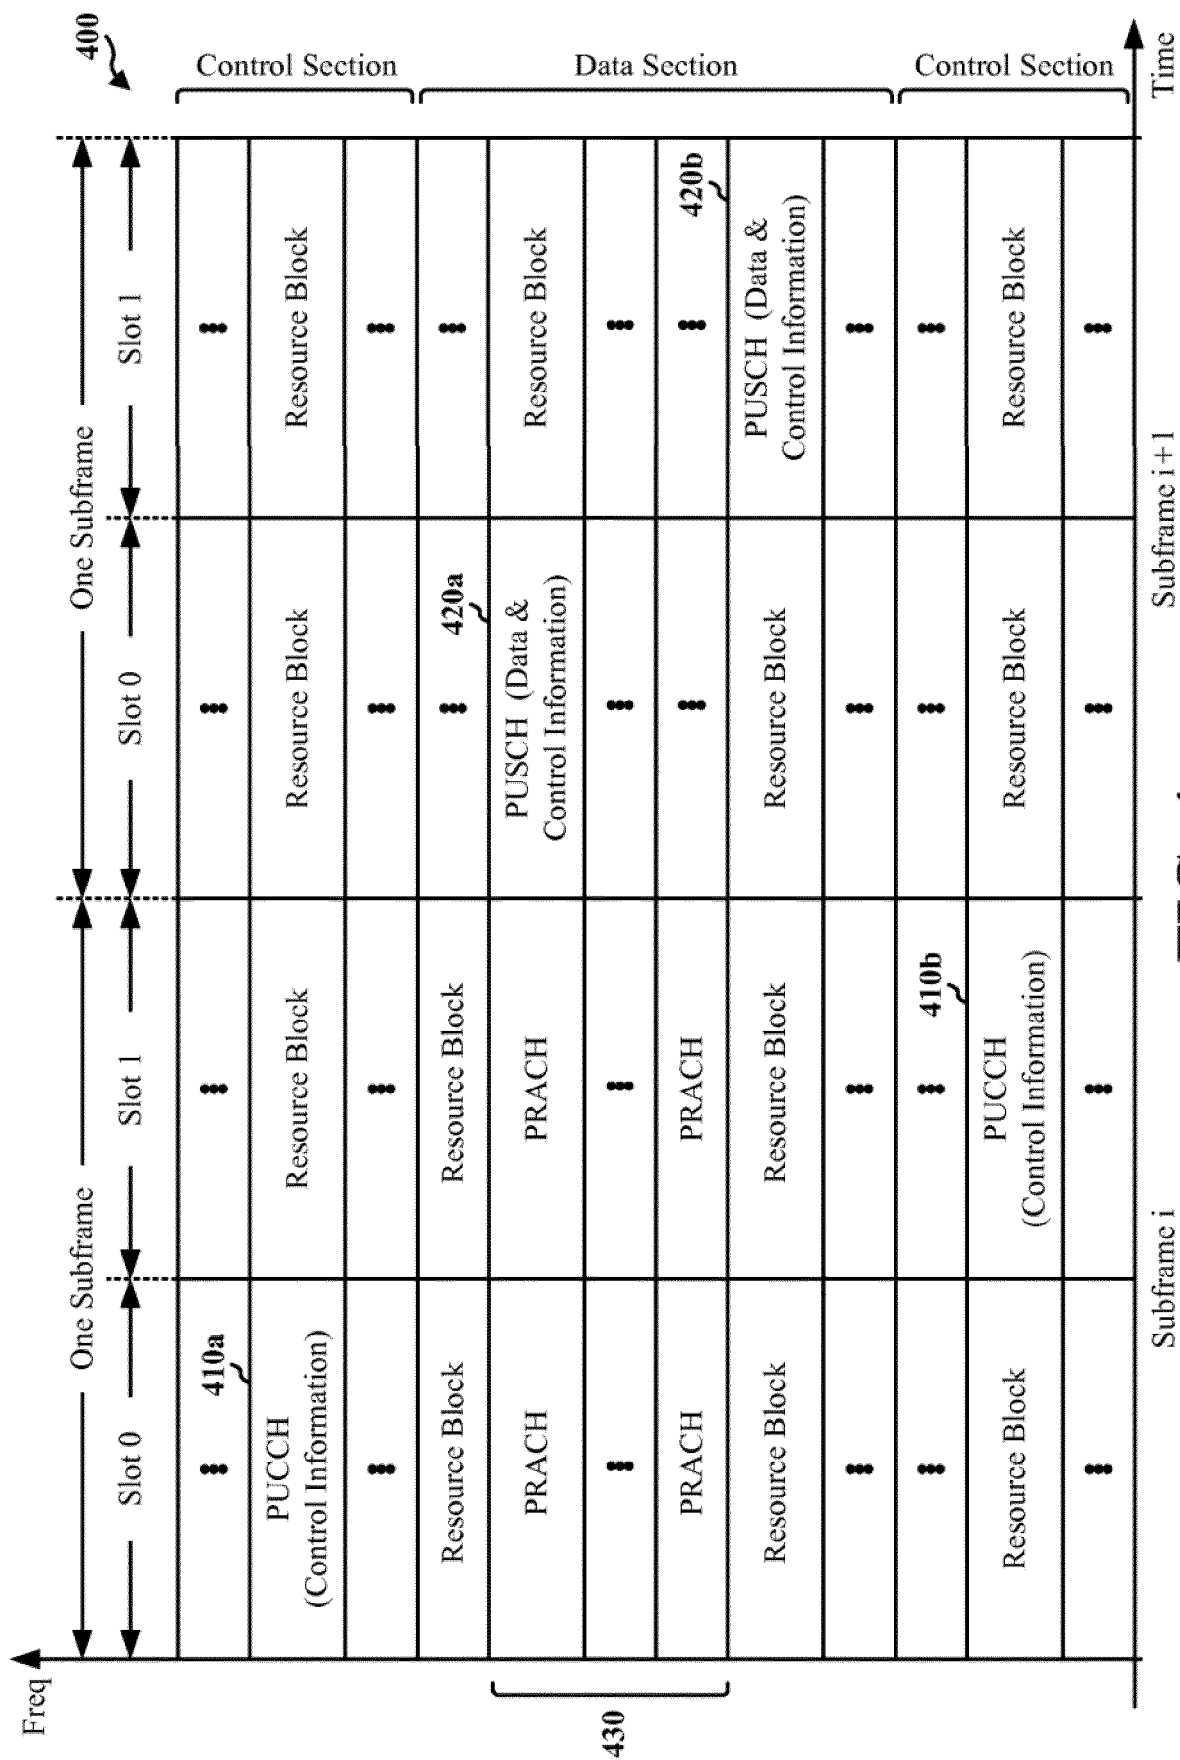 Freq
One Subframe
One Subframe
400
Slot 0
Slot 1
Slot 0
Slot 1
410a
PUCCH
(Control Information)
Resource Block
Resource Block
Resource Block
Control Section
420a
Resource Block
Resource Block
430
PRACH
PRACH
PUSCH (Data &
Control Information)
Resource Block
Data Section
420b
PRACH
PRACH
Resource Block
Resource Block
Resource Block
PUSCH (Data &
Control Information)
410b
Resource Block
PUCCH
(Control Information)
Resource Block
Resource Block
Control Section
Subframe i
Subframe i+1
Time